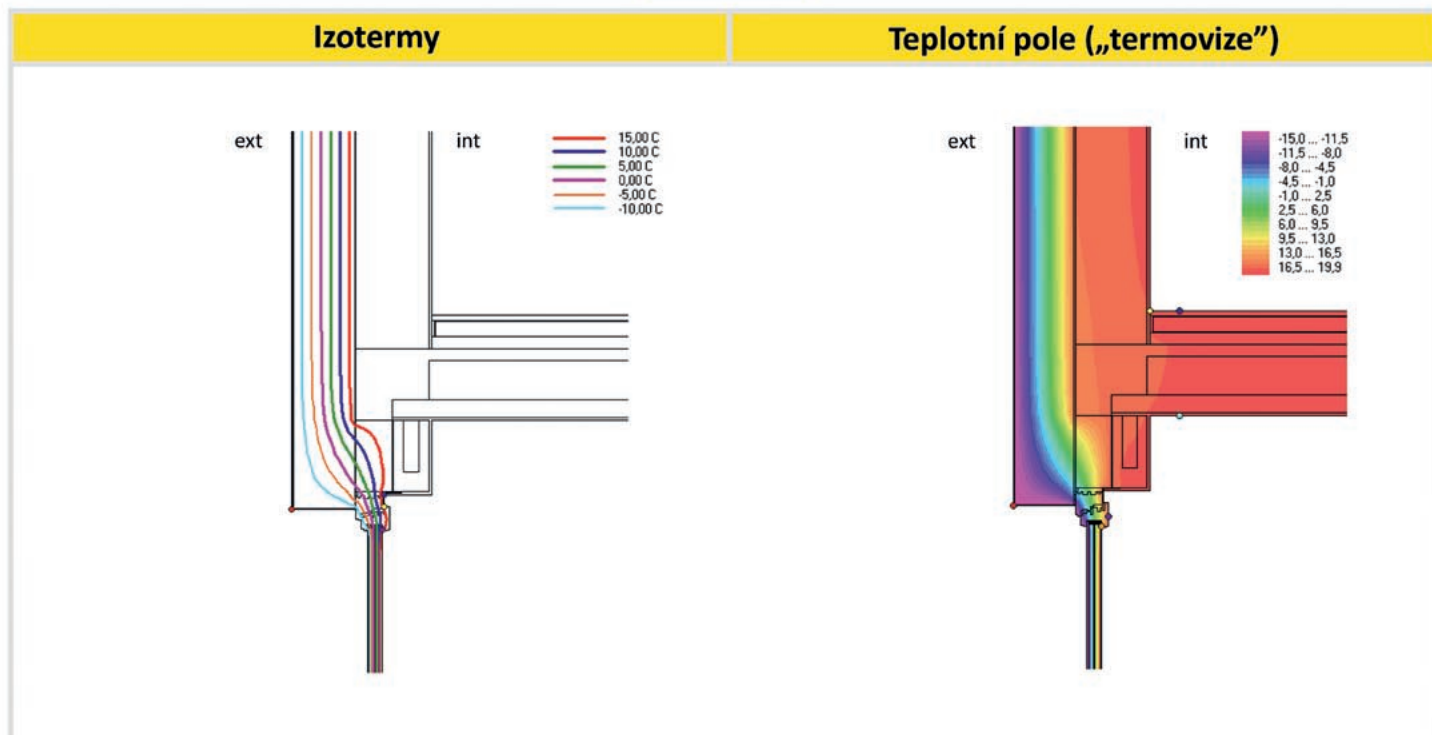 Izotermy
Teplotní pole („termovize”)
ext
int
15,00 C
10,00 C
5,00 C
0,00 C
-5,00 C
-10,00 C
ext
int
-15,0 ... -11,5
-11,5 ... -8,0
-8,0 ... -4,5
-4,5 ... -1,0
-1,0 ... 2,5
2,5 ... 6,0
6,0 ... 9,5
9,5 ... 13,0
13,0 ... 16,5
16,5 ... 19,9